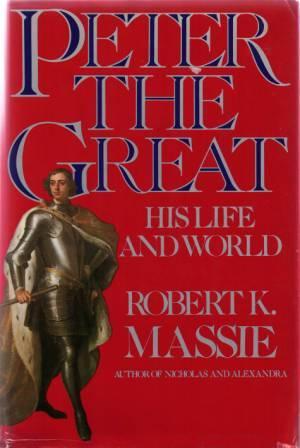 PETER
THE
GREAT
HIS LIFE
AND WORLD
ROBERT K.
MASSIE
AUTHOR OF NICHOLAS AND ALEXANDRA